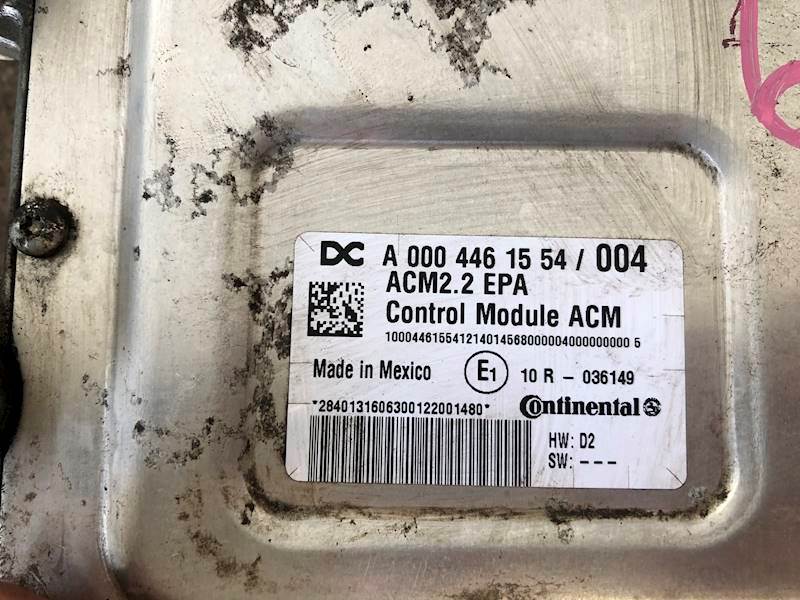 DC A 000 446 15 54 / 004
ACM2.2 EPA
Control Module ACM
10004461554121401456800000400000000 5
Made in Mexico E1 10 R - 036149
*2840131606300122001480* Continental
HW: D2
SW: ---